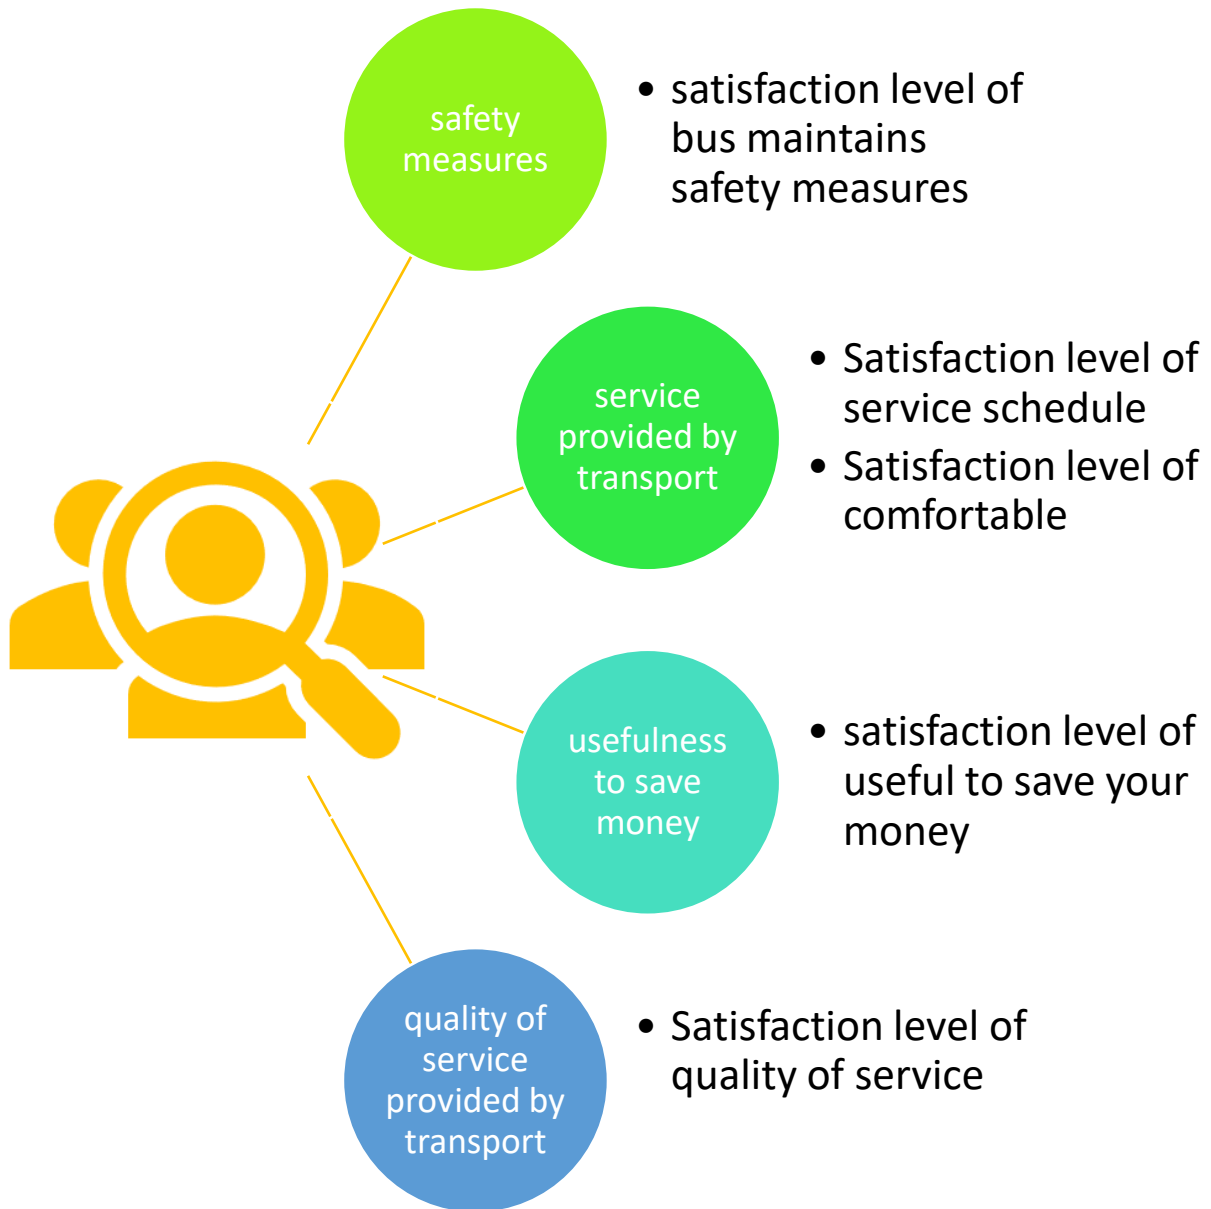 safety
measures
• satisfaction level of
bus maintains
safety measures
service
provided by
transport
• Satisfaction level of
service schedule
• Satisfaction level of
comfortable
usefulness
to save
money
• satisfaction level of
useful to save your
money
quality of
service
provided by
transport
• Satisfaction level of
quality of service